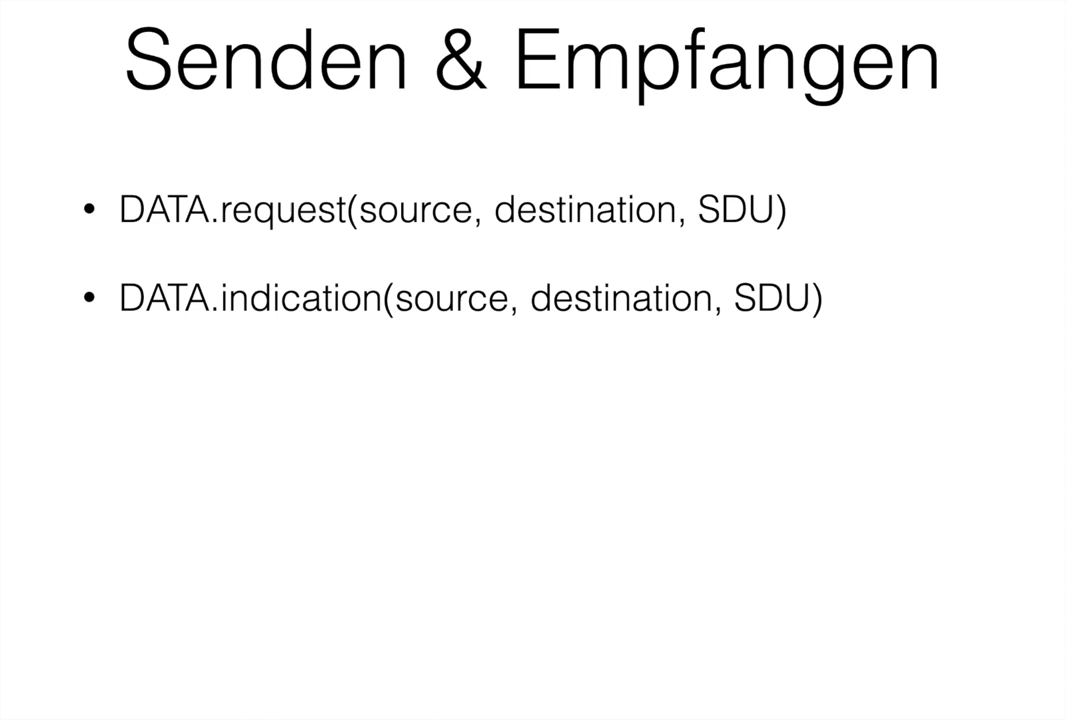 Senden & Empfangen
• DATA.request(source, destination, SDU)
• DATA.indication(source, destination, SDU)